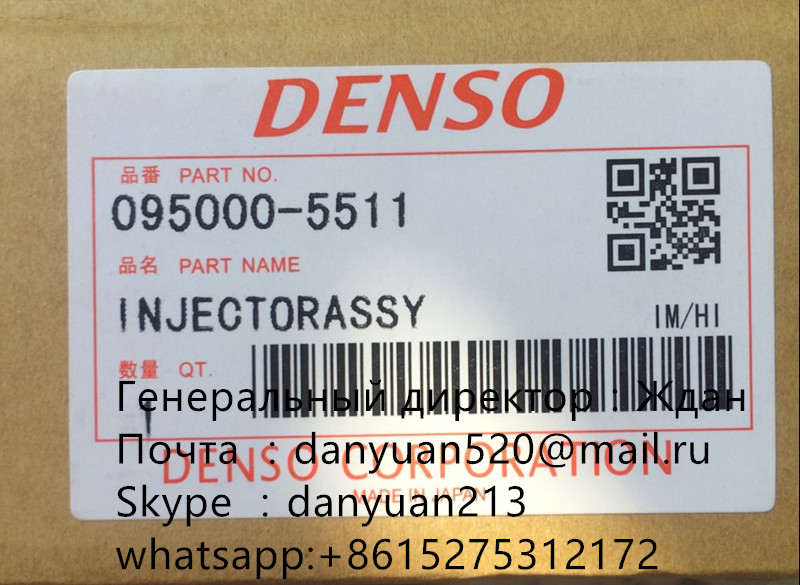 DENSO
品番 PART NO.
095000-5511
品名 PART NAME
INJECTORASSY
IM/HI
数量 QT.
1
Генеральный директор : Ждан
Почта : danyuan520@mail.ru
DENSO CORPORATION
MADE IN JAPAN
Skype : danyuan213
whatsapp:+8615275312172